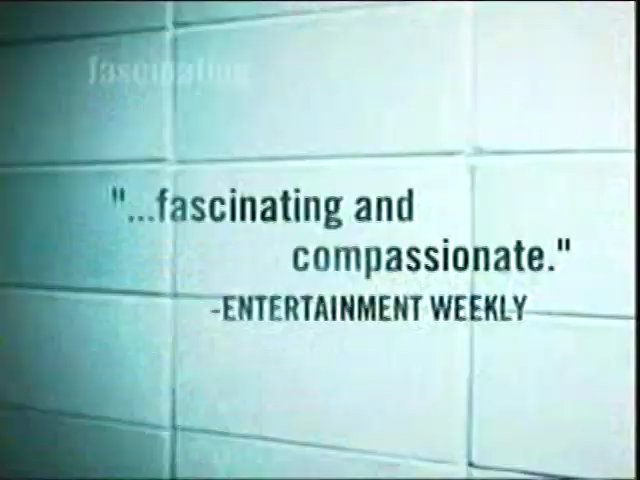 fascinating
"...fascinating and
compassionate."
-ENTERTAINMENT WEEKLY